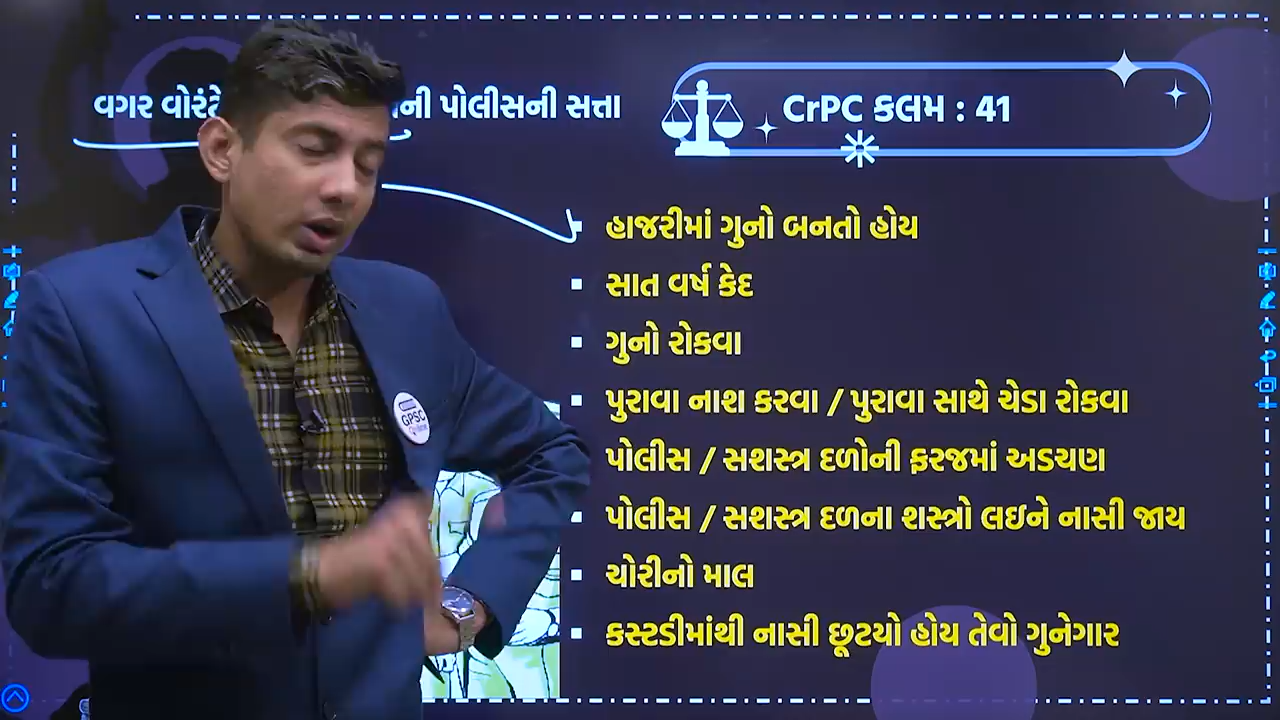 વગર પોલીસની સત્તા
CrPC કલમ : 41
હાજરીમાં ગુનો બનતો હોય
સાત વર્ષ કેદ
ગુનો રોકવા
પુરાવા નાશ કરવા / પુરાવા સાથે ચેડા રોકવા
પોલીસ / સશસ્ત્ર દળોની ફરજમાં અડચણ
પોલીસ / સશસ્ત્ર દળના શસ્ત્રો લઇને નાસી જાય
ચોરીનો માલ
કસ્ટડીમાંથી નાસી છૂટયો હોય તેવો ગુનેગાર
GPSC